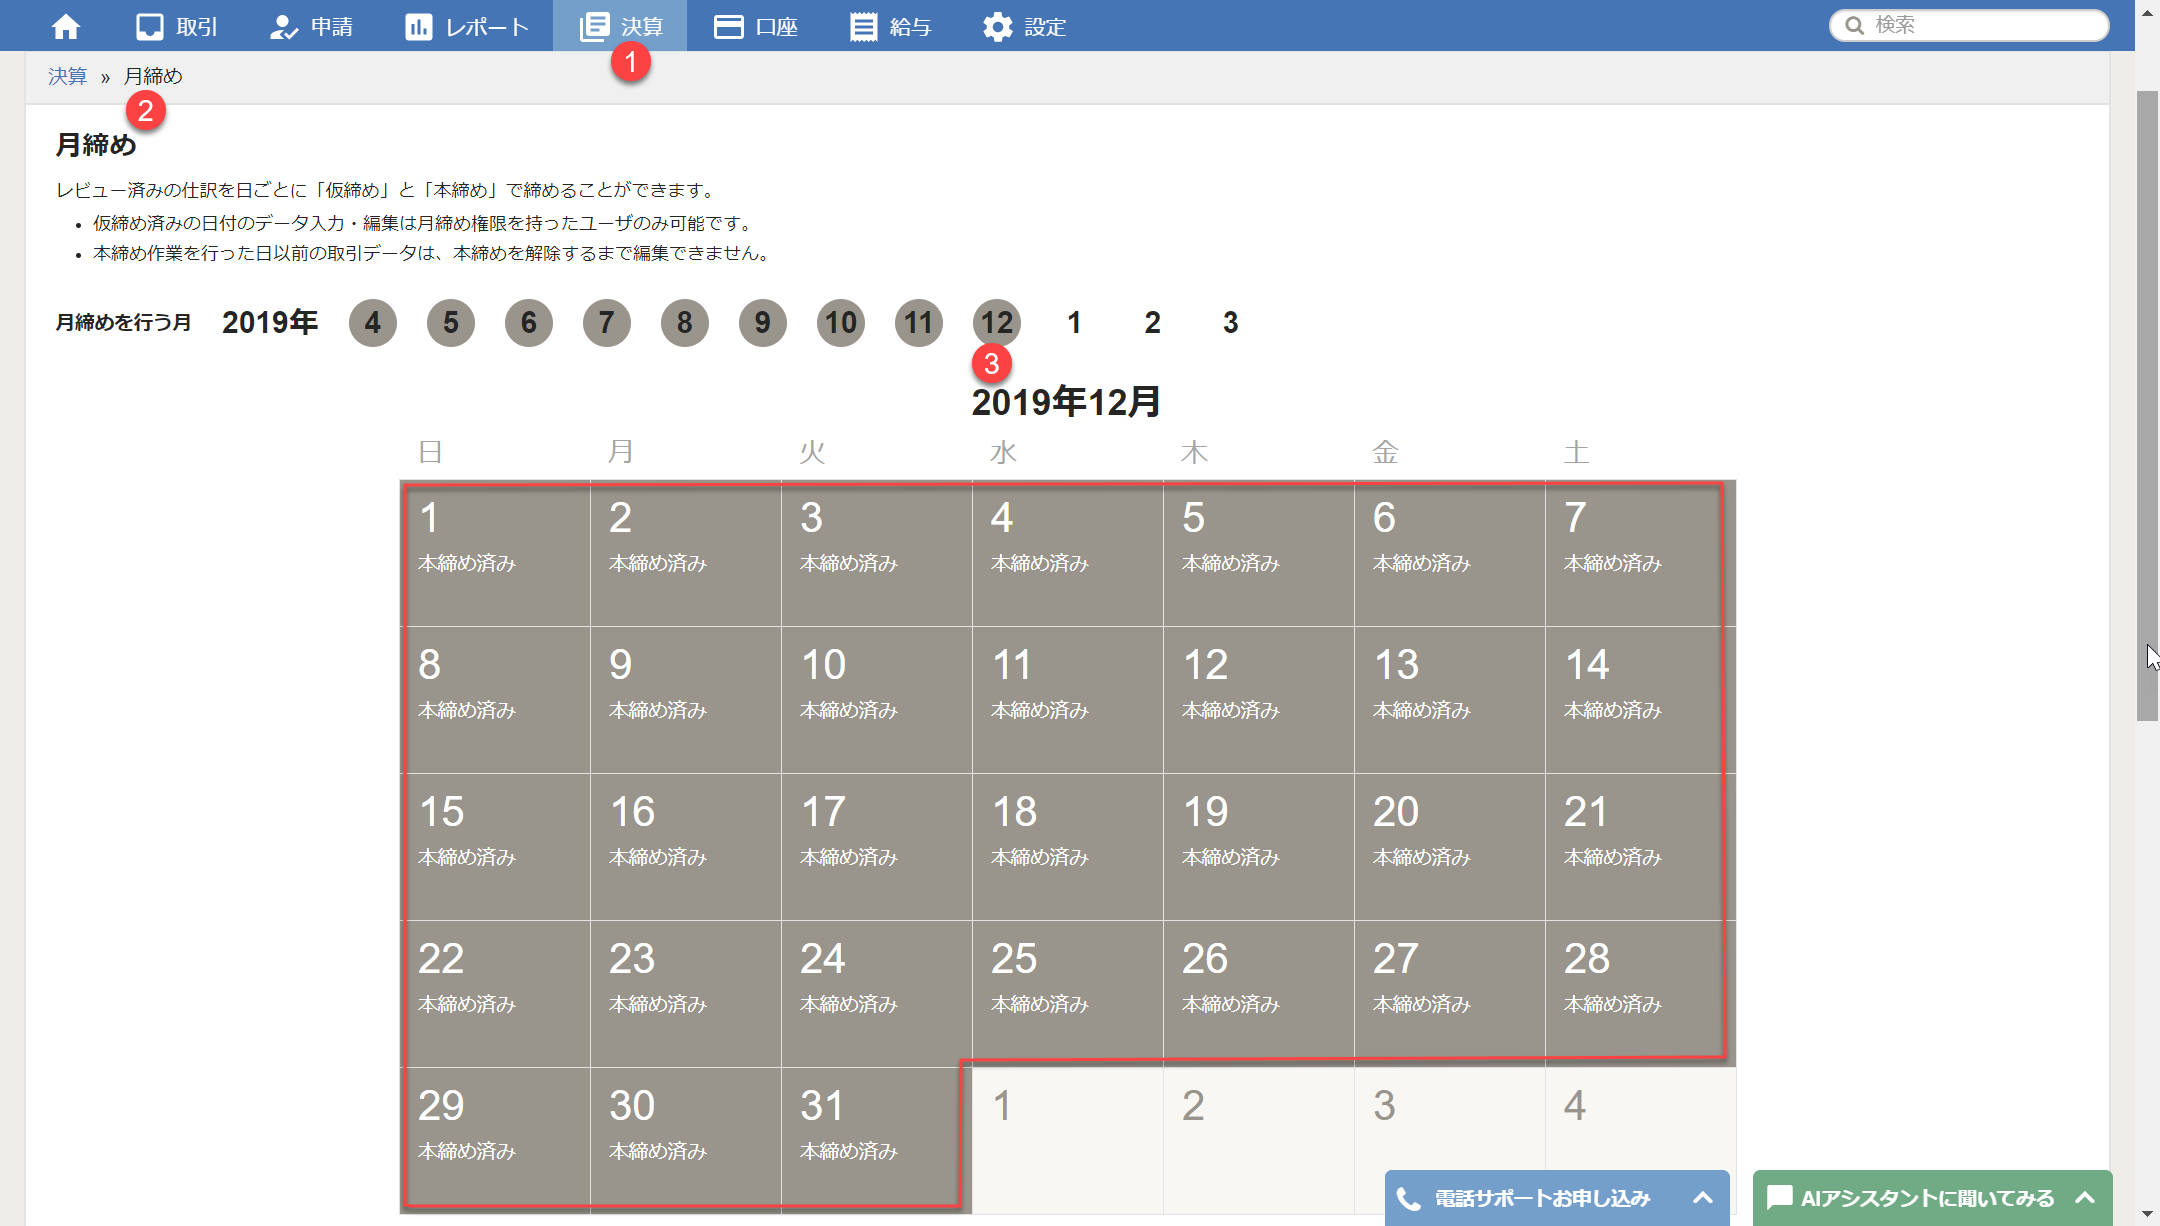 取引 申請 レポート 決算 口座 給与 設定 検索
1
決算 » 月締め
2
月締め
レビュー済みの仕訳を日ごとに「仮締め」と「本締め」で締めることができます。
• 仮締め済みの日付のデータ入力・編集は月締め権限を持ったユーザのみ可能です。
• 本締め作業を行った日以前の取引データは、本締めを解除するまで編集できません。
月締めを行う月 2019年 4 5 6 7 8 9 10 11 12 1 2 3
3
2019年12月
日 月 火 水 木 金 土
1 2 3 4 5 6 7
本締め済み 本締め済み 本締め済み 本締め済み 本締め済み 本締め済み 本締め済み
8 9 10 11 12 13 14
本締め済み 本締め済み 本締め済み 本締め済み 本締め済み 本締め済み 本締め済み
15 16 17 18 19 20 21
本締め済み 本締め済み 本締め済み 本締め済み 本締め済み 本締め済み 本締め済み
22 23 24 25 26 27 28
本締め済み 本締め済み 本締め済み 本締め済み 本締め済み 本締め済み 本締め済み
29 30 31 1 2 3 4
本締め済み 本締め済み 本締め済み
電話サポートお申し込み AIアシスタントに聞いてみる